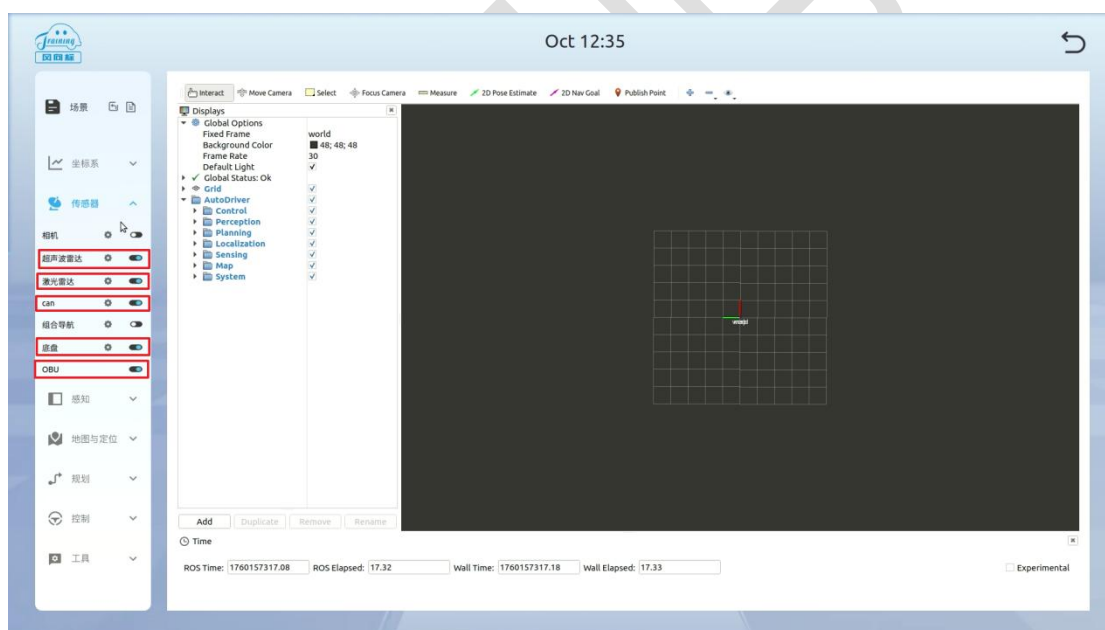 Training
Oct 12:35
场景
坐标系
传感器
相机
超声波雷达
激光雷达
can
组合导航
底盘
OBU
感知
地图与定位
规划
控制
工具
Interact Move Camera Select Focus Camera Measure 2D Pose Estimate 2D Nav Goal Publish Point
Displays
Global Options
Fixed Frame world
Background Color 48; 48; 48
Frame Rate 30
Default Light ✓
Global Status: Ok
Grid
AutoDriver
Control
Perception
Planning
Localization
Sensing
Map
System
Add Duplicate Remove Rename
Time
ROS Time: 1760157317.08 ROS Elapsed: 17.32 Wall Time: 1760157317.18 Wall Elapsed: 17.33 Experimental